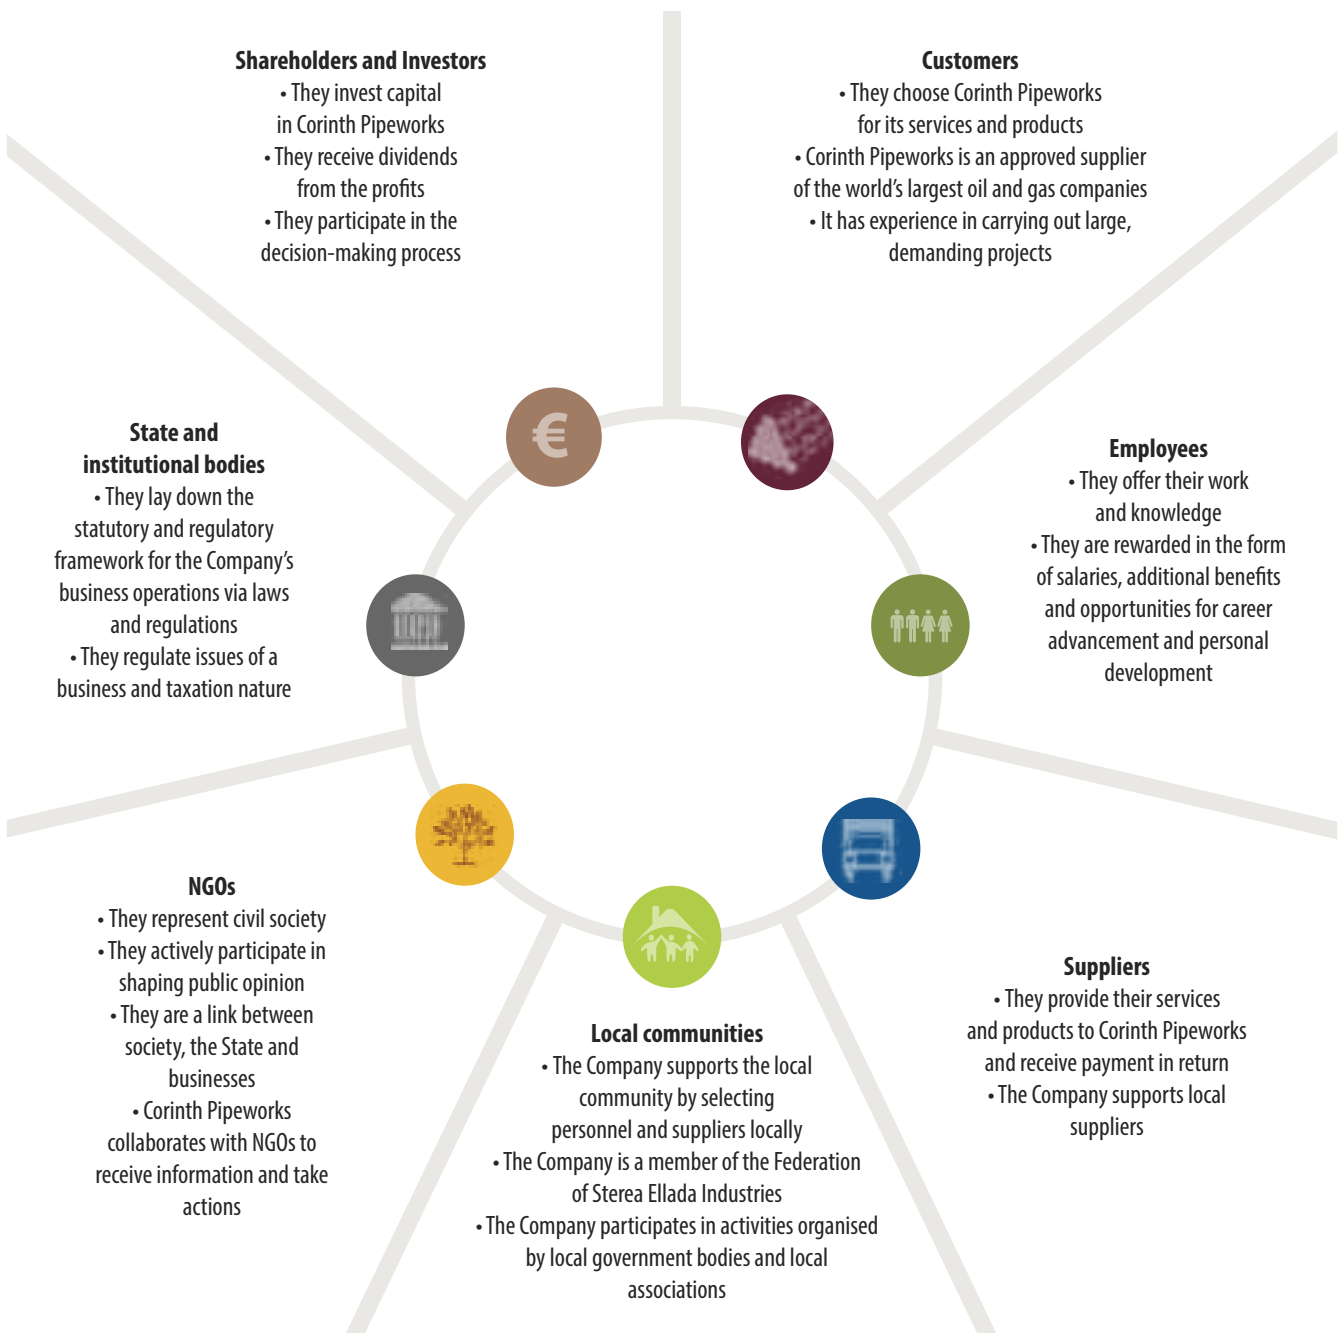 Shareholders and Investors
• They invest capital
in Corinth Pipeworks
• They receive dividends
from the profits
• They participate in the
decision-making process
Customers
• They choose Corinth Pipeworks
for its services and products
• Corinth Pipeworks is an approved supplier
of the world’s largest oil and gas companies
• It has experience in carrying out large,
demanding projects
State and
institutional bodies
• They lay down the
statutory and regulatory
framework for the Company’s
business operations via laws
and regulations
• They regulate issues of a
business and taxation nature
€
Employees
• They offer their work
and knowledge
• They are rewarded in the form
of salaries, additional benefits
and opportunities for career
advancement and personal
development
NGOs
• They represent civil society
• They actively participate in
shaping public opinion
• They are a link between
society, the State and
businesses
• Corinth Pipeworks
collaborates with NGOs to
receive information and take
actions
Local communities
• The Company supports the local
community by selecting
personnel and suppliers locally
• The Company is a member of the Federation
of Sterea Ellada Industries
• The Company participates in activities organised
by local government bodies and local
associations
Suppliers
• They provide their services
and products to Corinth Pipeworks
and receive payment in return
• The Company supports local
suppliers